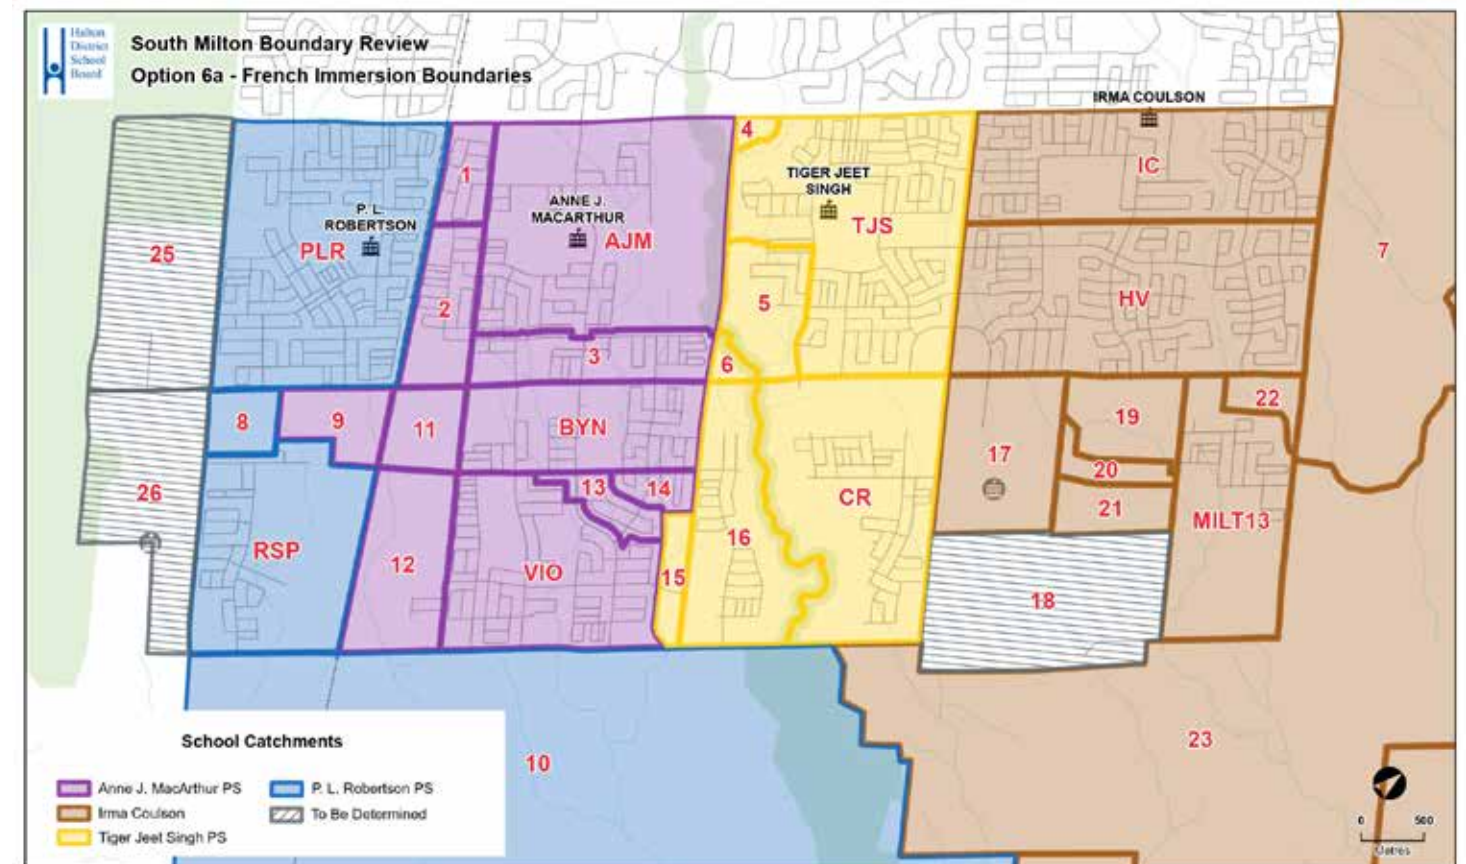 Halton
District
School
Board
South Milton Boundary Review
Option 6a - French Immersion Boundaries
IRMA COULSON
4
TIGER JEET
SINGH
IC
1
ANNE J.
MACARTHUR
P. L.
ROBERTSON
TJS
AJM
PLR
25
7
HV
5
2
3
6
22
8
9
11
BYN
19
17
20
13
14
26
CR
21
MILT13
16
RSP
12
VIO
15
18
23
10
School Catchments
Anne J. MacArthur PS
P. L. Robertson PS
Irma Coulson
To Be Determined
Tiger Jeet Singh PS
0 500
Metres